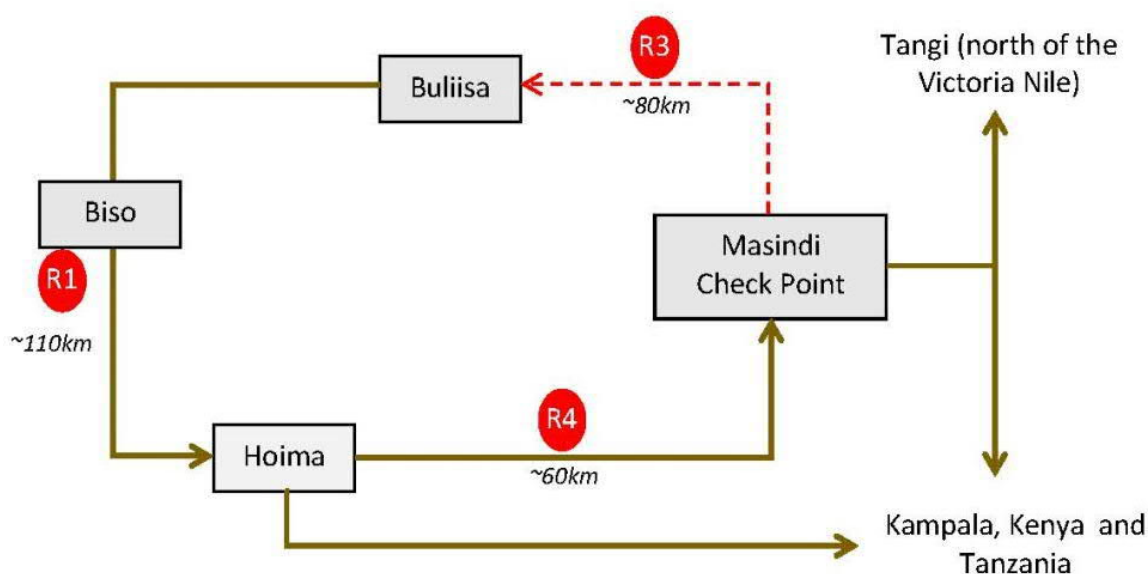 R3
Tangi (north of the
Victoria Nile)
Buliisa
~80km
Biso
R1
~110km
Masindi
Check Point
Hoima
R4
~60km
Kampala, Kenya and
Tanzania